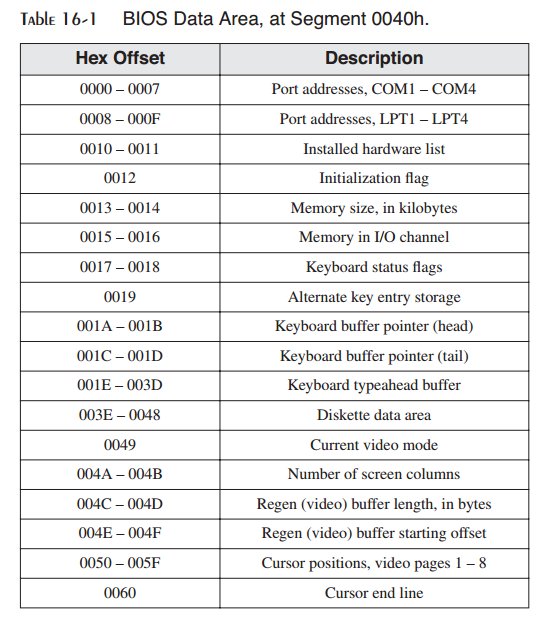 TABLE 16-1 BIOS Data Area, at Segment 0040h.
Hex Offset Description
0000 – 0007 Port addresses, COM1 – COM4
0008 – 000F Port addresses, LPT1 – LPT4
0010 – 0011 Installed hardware list
0012 Initialization flag
0013 – 0014 Memory size, in kilobytes
0015 – 0016 Memory in I/O channel
0017 – 0018 Keyboard status flags
0019 Alternate key entry storage
001A – 001B Keyboard buffer pointer (head)
001C – 001D Keyboard buffer pointer (tail)
001E – 003D Keyboard typeahead buffer
003E – 0048 Diskette data area
0049 Current video mode
004A – 004B Number of screen columns
004C – 004D Regen (video) buffer length, in bytes
004E – 004F Regen (video) buffer starting offset
0050 – 005F Cursor positions, video pages 1 – 8
0060 Cursor end line